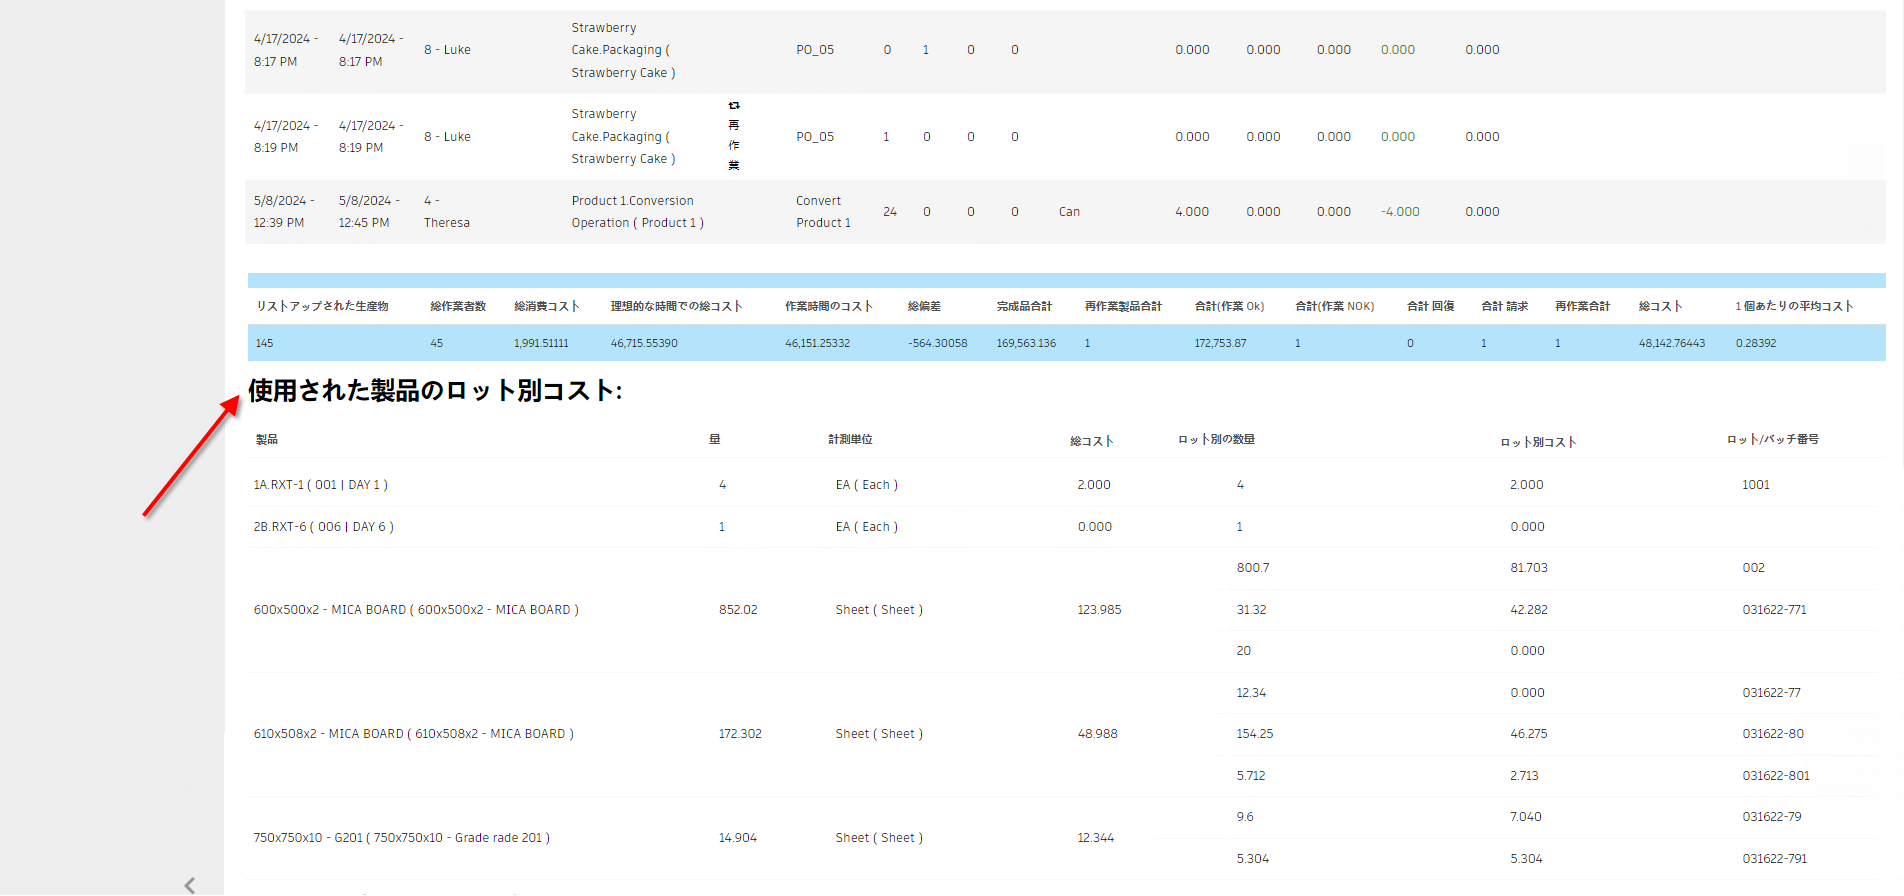 4/17/2024 - 8:17 PM 4/17/2024 - 8:17 PM 8 - Luke Strawberry Cake.Packaging ( Strawberry Cake ) PO_05 0 1 0 0 0.000 0.000 0.000 0.000 0.000
4/17/2024 - 8:19 PM 4/17/2024 - 8:19 PM 8 - Luke Strawberry Cake.Packaging ( Strawberry Cake ) 再作業 PO_05 1 0 0 0 0.000 0.000 0.000 0.000 0.000
5/8/2024 - 12:39 PM 5/8/2024 - 12:45 PM 4 - Theresa Product 1.Conversion Operation ( Product 1 ) Convert Product 1 24 0 0 0 Can 4.000 0.000 0.000 -4.000 0.000
リストアップされた生産物 総作業者数 総消費コスト 理想的な時間での総コスト 作業時間のコスト 総偏差 完成品合計 再作業製品合計 合計(作業 Ok) 合計(作業 NOK) 合計 回復 合計 請求 再作業合計 総コスト 1 個あたりの平均コスト
145 45 1,991.51111 46,715.55390 46,151.25332 -564.30058 169,563.136 1 172,753.87 1 0 1 1 48,142.76443 0.28392
使用された製品のロット別コスト:
製品 量 計測単位 総コスト ロット別の数量 ロット別コスト ロット/バッチ番号
1A.RXT-1 ( 001 | DAY 1 ) 4 EA ( Each ) 2.000 4 2.000 1001
2B.RXT-6 ( 006 | DAY 6 ) 1 EA ( Each ) 0.000 1 0.000
800.7 81.703 002
600x500x2 - MICA BOARD ( 600x500x2 - MICA BOARD ) 852.02 Sheet ( Sheet ) 123.985 31.32 42.282 031622-771
20 0.000
12.34 0.000 031622-77
610x508x2 - MICA BOARD ( 610x508x2 - MICA BOARD ) 172.302 Sheet ( Sheet ) 48.988 154.25 46.275 031622-80
5.712 2.713 031622-801
9.6 7.040 031622-79
750x750x10 - G201 ( 750x750x10 - Grade rade 201 ) 14.904 Sheet ( Sheet ) 12.344
5.304 5.304 031622-791